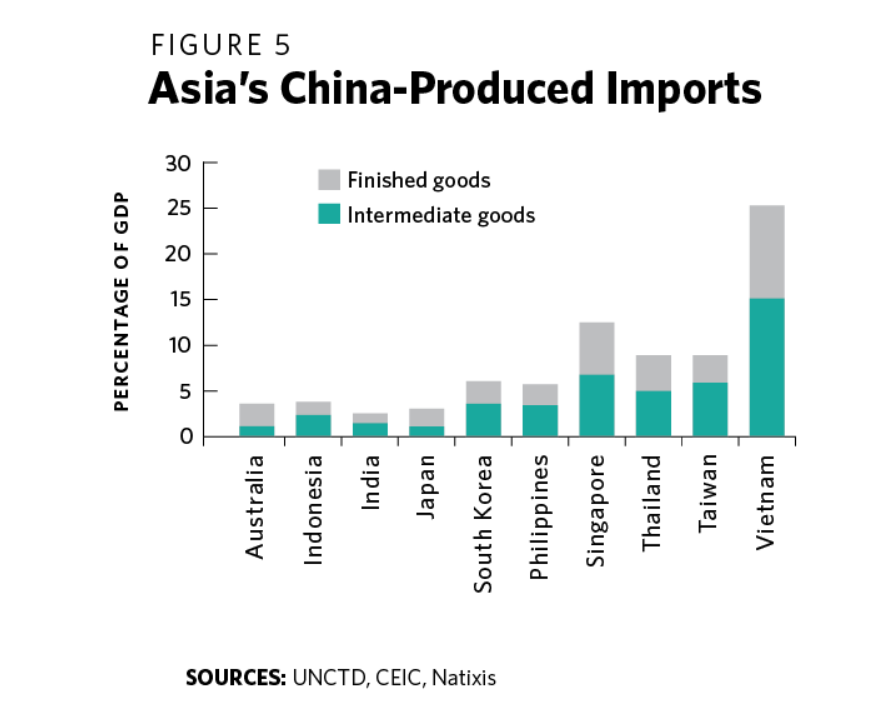 FIGURE 5
Asia's China-Produced Imports
PERCENTAGE OF GDP
30
25
20
15
10
5
0
Finished goods
Intermediate goods
Australia
Indonesia
India
Japan
South Korea
Philippines
Singapore
Thailand
Taiwan
Vietnam
SOURCES: UNCTD, CEIC, Natixis